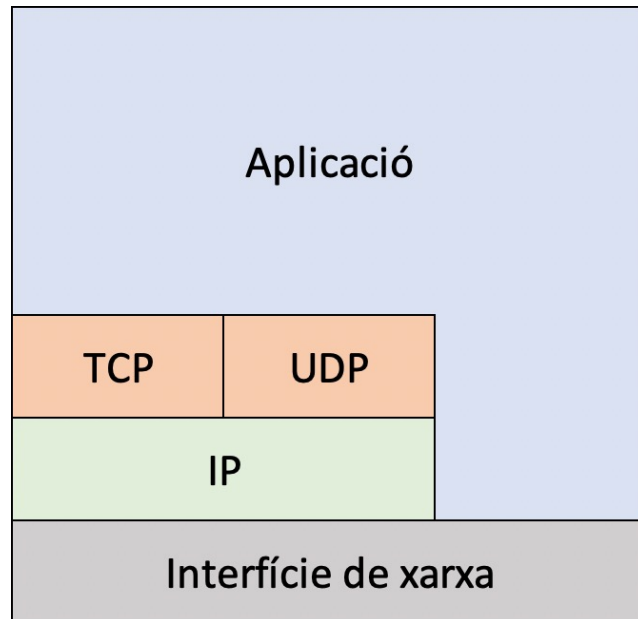 Aplicació
TCP UDP
IP
Interfície de xarxa